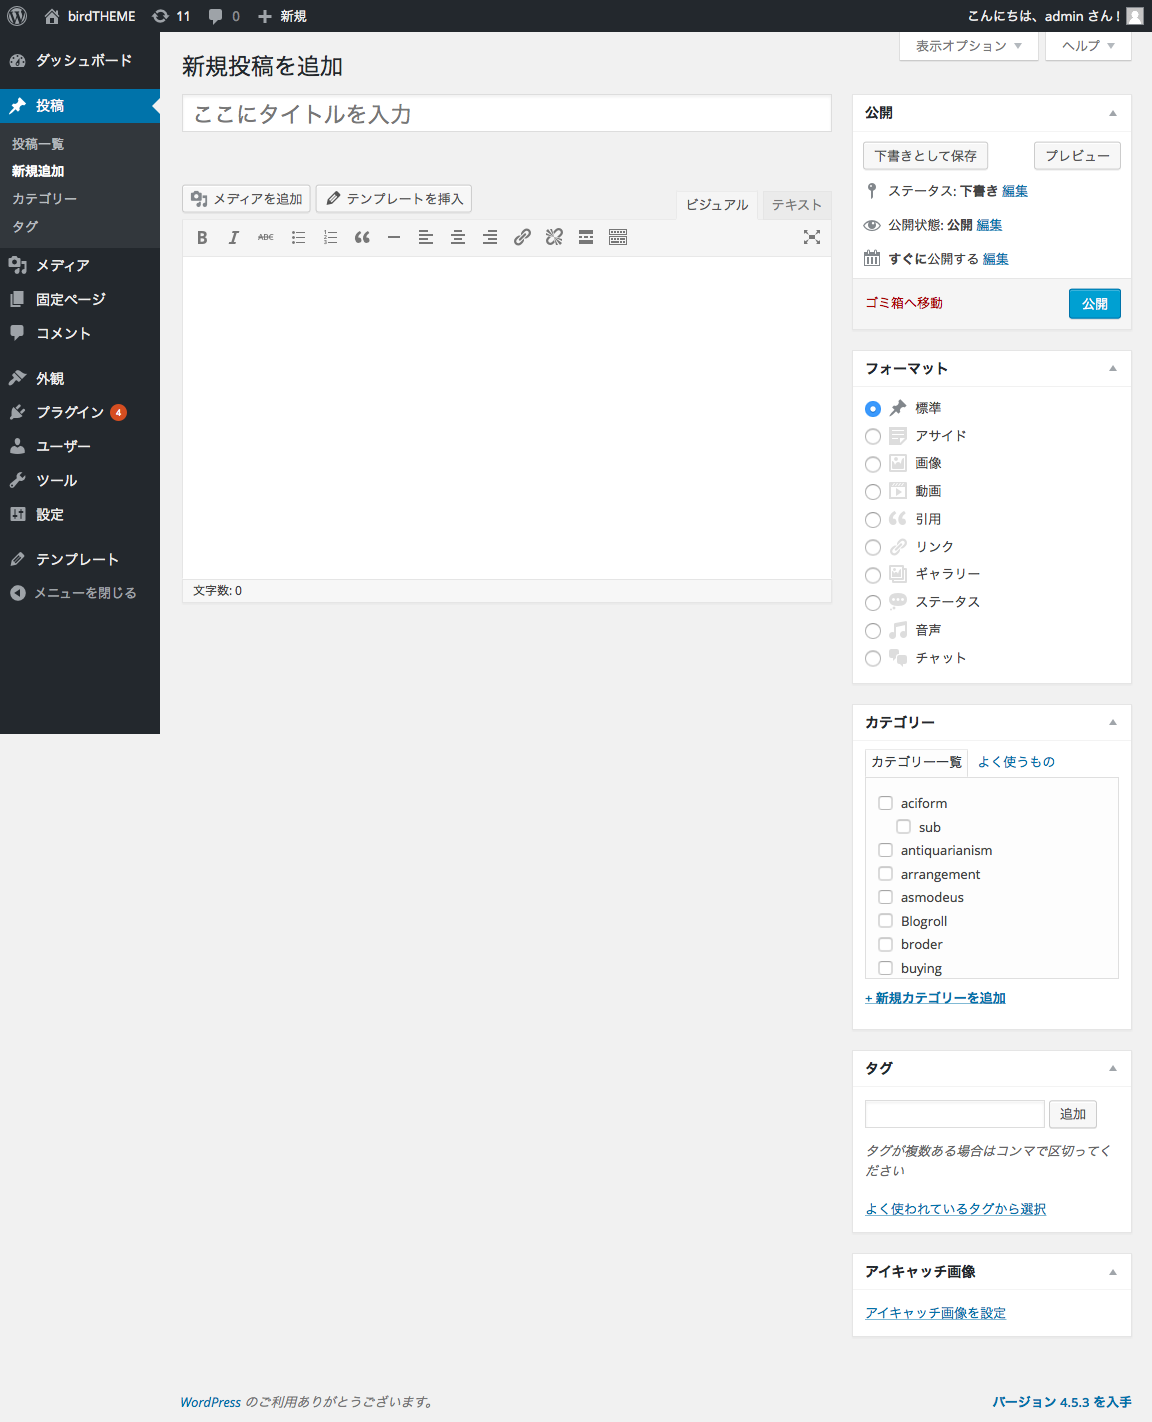 birdTHEME 11 0 新規 こんにちは、admin さん !
ダッシュボード
投稿
投稿一覧
新規追加
カテゴリー
タグ
メディア
固定ページ
コメント
外観
プラグイン 4
ユーザー
ツール
設定
テンプレート
メニューを閉じる
表示オプション ヘルプ
新規投稿を追加
ここにタイトルを入力
メディアを追加 テンプレートを挿入 ビジュアル テキスト
B I ABC
文字数: 0
公開
下書きとして保存 プレビュー
ステータス: 下書き 編集
公開状態: 公開 編集
すぐに公開する 編集
ゴミ箱へ移動 公開
フォーマット
標準
アサイド
画像
動画
引用
リンク
ギャラリー
ステータス
音声
チャット
カテゴリー
カテゴリー一覧 よく使うもの
aciform
sub
antiquarianism
arrangement
asmodeus
Blogroll
broder
buying
+ 新規カテゴリーを追加
タグ
追加
タグが複数ある場合はコンマで区切ってく
ださい
よく使われているタグから選択
アイキャッチ画像
アイキャッチ画像を設定
WordPress のご利用ありがとうございます。 バージョン 4.5.3 を入手